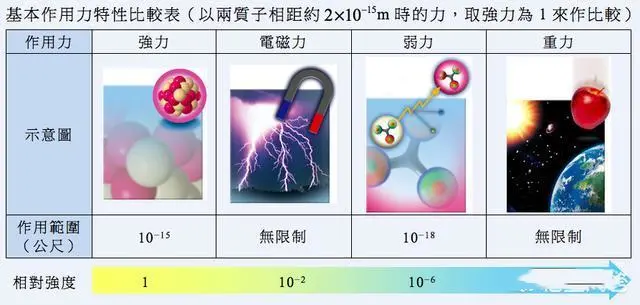 基本作用力特性比較表(以兩質子相距約 2×10⁻¹⁵m 時的力,取強力為 1 來作比較)
作用力 強力 電磁力 弱力 重力
示意圖
作用範圍
(公尺) 10⁻¹⁵ 無限制 10⁻¹⁸ 無限制
相對強度 1 10⁻² 10⁻⁶